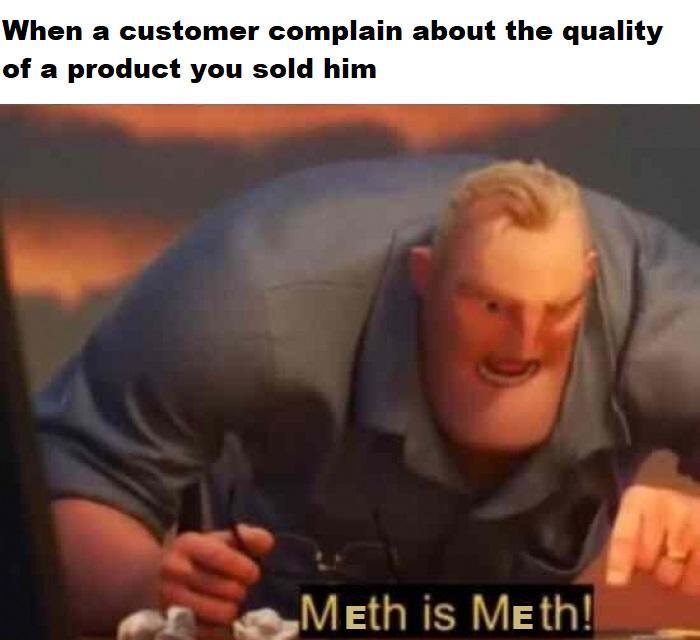 When a customer complain about the quality
of a product you sold him
MEth is MEth!